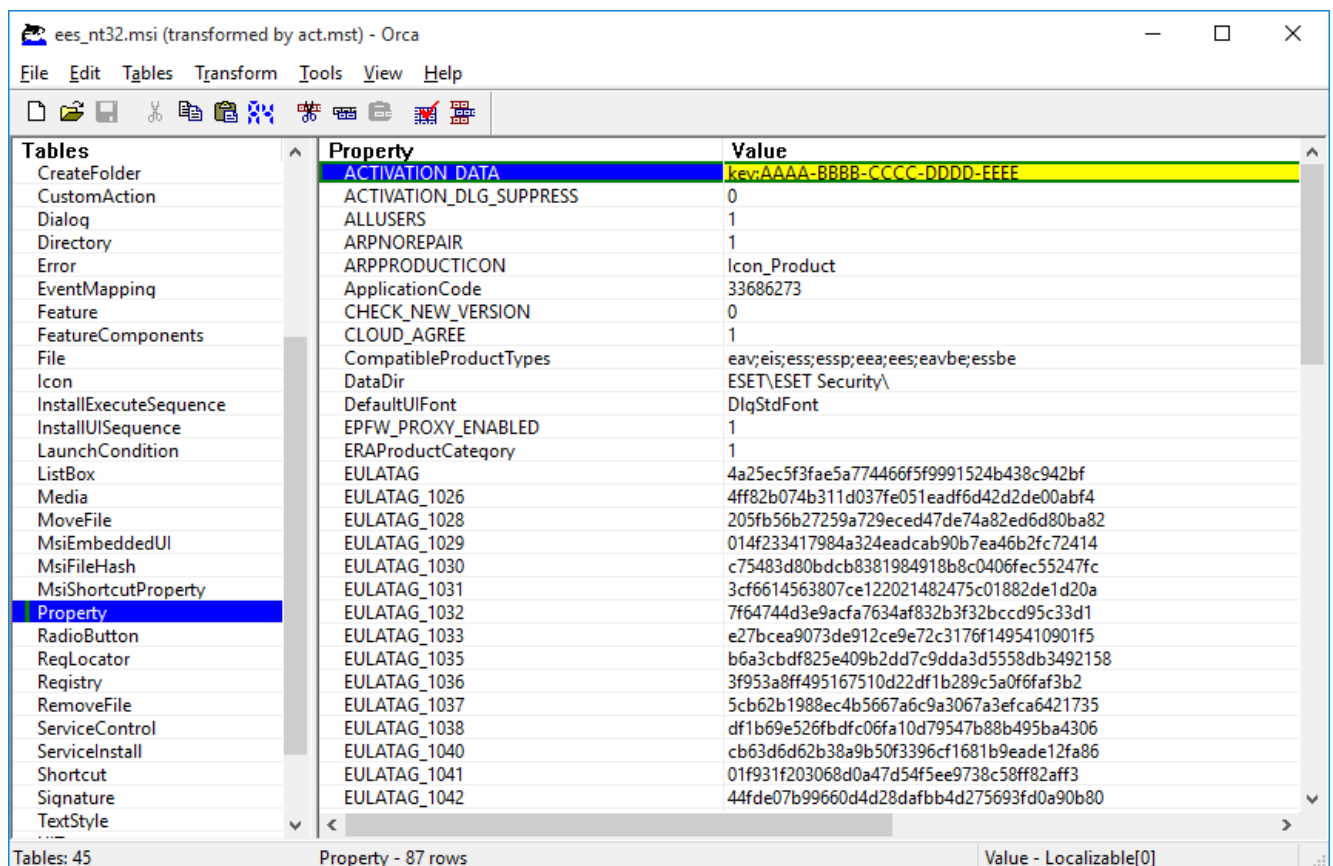 ees_nt32.msi (transformed by act.mst) - Orca
File Edit Tables Transform Tools View Help
Tables Property Value
CreateFolder ACTIVATION_DATA key:AAAA-BBBB-CCCC-DDDD-EEEE
CustomAction ACTIVATION_DLG_SUPPRESS 0
Dialog ALLUSERS 1
Directory ARPNOREPAIR 1
Error ARPPRODUCTICON Icon_Product
EventMapping ApplicationCode 33686273
Feature CHECK_NEW_VERSION 0
FeatureComponents CLOUD_AGREE 1
File CompatibleProductTypes eav;eis;ess;essp;eea;ees;eavbe;essbe
Icon DataDir ESET\ESET Security\
InstallExecuteSequence DefaultUIFont DlgStdFont
InstallUISequence EPFW_PROXY_ENABLED 1
LaunchCondition ERAProductCategory 1
ListBox EULATAG 4a25ec5f3fae5a774466f5f9991524b438c942bf
Media EULATAG_1026 4ff82b074b311d037fe051eadf6d42d2de00abf4
MoveFile EULATAG_1028 205fb56b27259a729eced47de74a82ed6d80ba82
MsiEmbeddedUI EULATAG_1029 014f233417984a324eadcab90b7ea46b2fc72414
MsiFileHash EULATAG_1030 c75483d80bdcb8381984918b8c0406fec55247fc
MsiShortcutProperty EULATAG_1031 3cf6614563807ce122021482475c01882de1d20a
Property EULATAG_1032 7f64744d3e9acfa7634af832b3f32bccd95c33d1
RadioButton EULATAG_1033 e27bcea9073de912ce9e72c3176f1495410901f5
RegLocator EULATAG_1035 b6a3cbdf825e409b2dd7c9dda3d5558db3492158
Registry EULATAG_1036 3f953a8ff495167510d22df1b289c5a0f6faf3b2
RemoveFile EULATAG_1037 5cb62b1988ec4b5667a6c9a3067a3efca6421735
ServiceControl EULATAG_1038 df1b69e526fbdfc06fa10d79547b88b495ba4306
ServiceInstall EULATAG_1040 cb63d6d62b38a9b50f3396cf1681b9eade12fa86
Shortcut EULATAG_1041 01f931f203068d0a47d54f5ee9738c58ff82aff3
Signature EULATAG_1042 44fde07b99660d4d28dafbb4d275693fd0a90b80
TextStyle
Tables: 45 Property - 87 rows Value - Localizable[0]